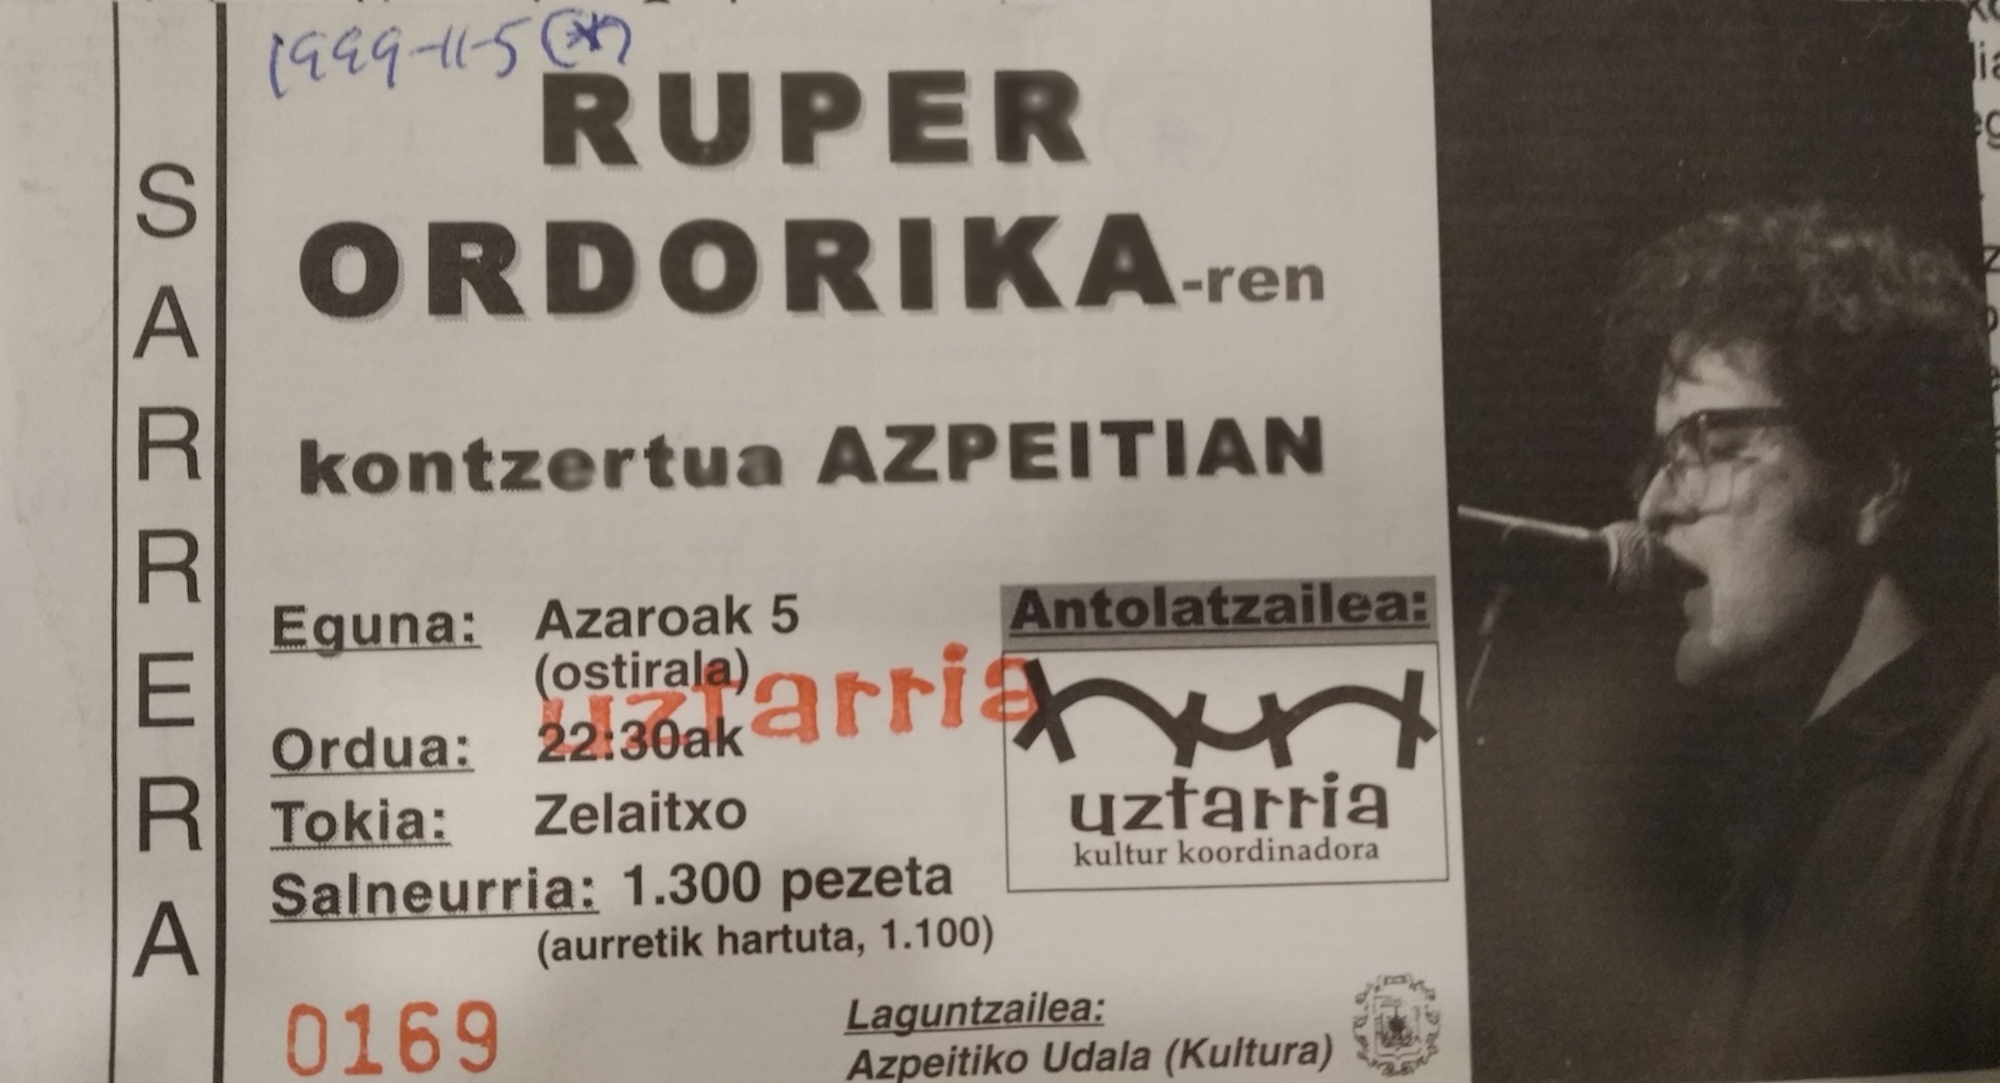 1999-11-5 (*)
SARRERA
RUPER
ORDORIKA-ren
kontzertua AZPEITIAN
Eguna: Azaroak 5
(ostirala)
uztarria
Ordua: 22:30ak
Tokia: Zelaitxo
Salneurria: 1.300 pezeta
(aurretik hartuta, 1.100)
0169
Antolatzailea:
uztarria
kultur koordinadora
Laguntzailea:
Azpeitiko Udala (Kultura)